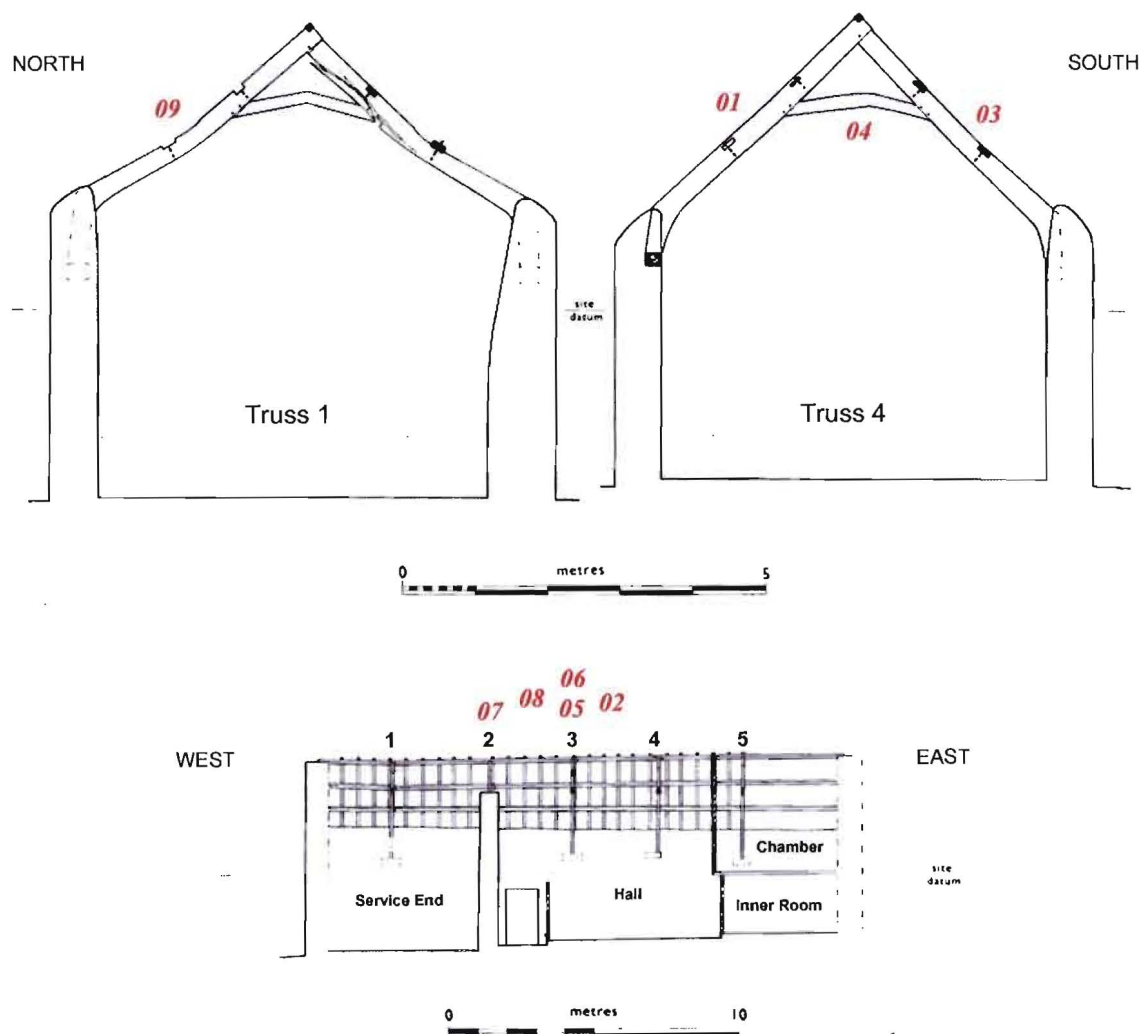 NORTH
SOUTH
09
01
03
04
site
datum
Truss 1
Truss 4
0 metres 5
06
07 08 05 02
WEST
1 2 3 4 5
EAST
Chamber
site
datum
Service End
Hall
Inner Room
0 metres 10